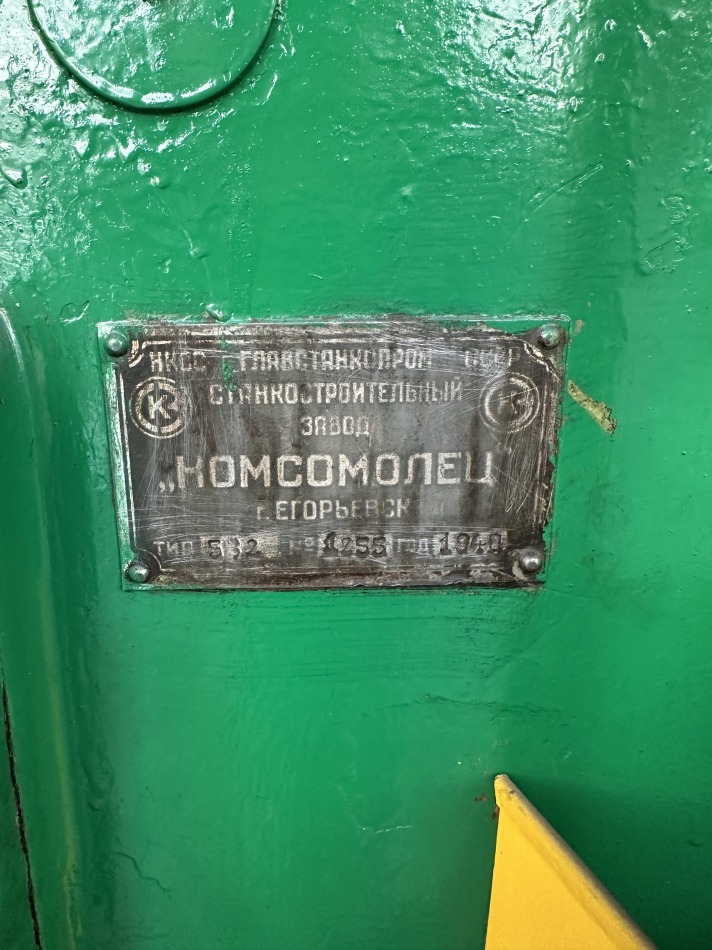 НКСС ГЛАВСТАНКОПРОМ СССР
СТАНКОСТРОИТЕЛЬНЫЙ
ЗАВОД
„КОМСОМОЛЕЦ"
г. ЕГОРЬЕВСК
ТИП 532 № 1255 ГОД 1940